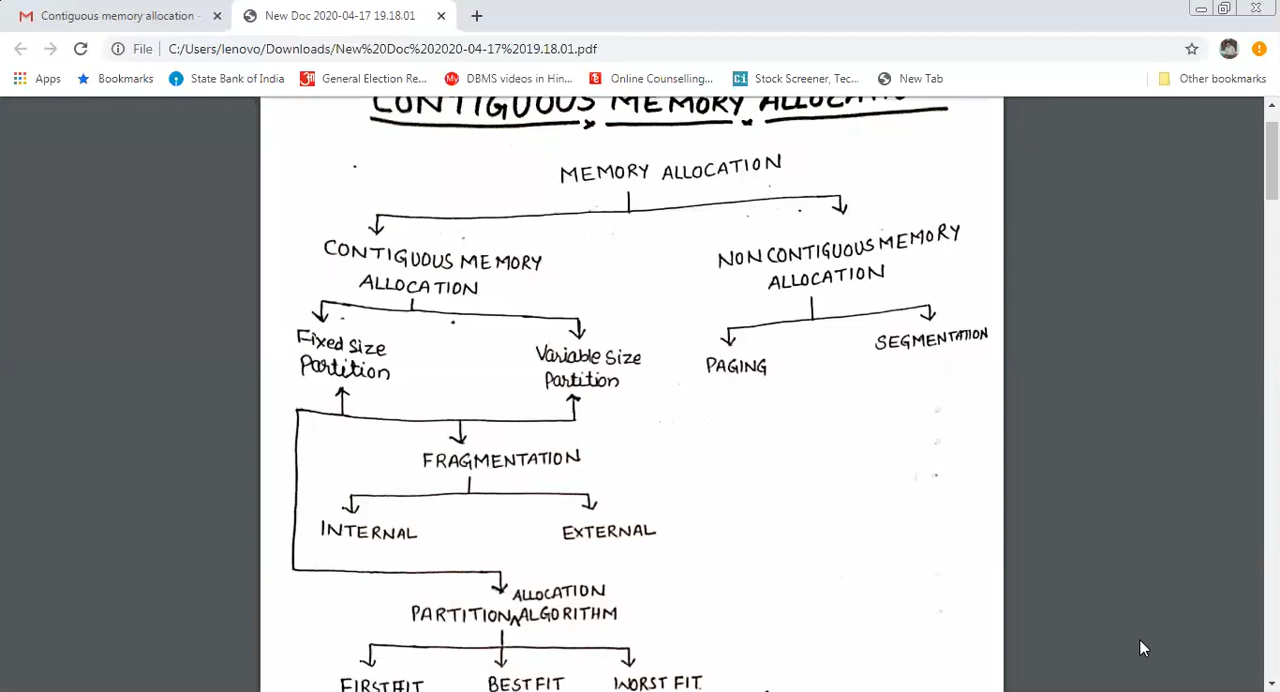 Contiguous memory allocation -
New Doc 2020-04-17 19.18.01
File
C:/Users/lenovo/Downloads/New%20Doc%202020-04-17%2019.18.01.pdf
Apps
Bookmarks
State Bank of India
General Election Re...
DBMS videos in Hin...
Online Counselling...
Stock Screener, Tec...
New Tab
Other bookmarks
CONTIGUOUS MEMORY ALLOCATION
MEMORY ALLOCATION
CONTIGUOUS MEMORY
ALLOCATION
NON CONTIGUOUS MEMORY
ALLOCATION
Fixed Size
Partition
Variable Size
Partition
PAGING
SEGMENTATION
FRAGMENTATION
INTERNAL
EXTERNAL
ALLOCATION
PARTITION ALGORITHM
FIRST FIT
BEST FIT
WORST FIT